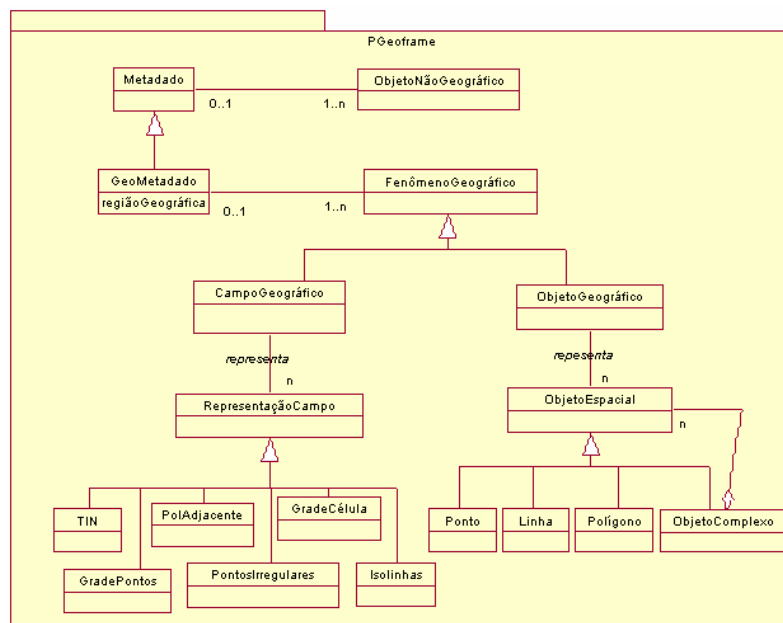 PGeoframe
Metadado
ObjetoNãoGeográfico
0..1
1..n
GeoMetadado
regiãoGeográfica
FenômenoGeográfico
0..1
1..n
CampoGeográfico
ObjetoGeográfico
representa
n
repesenta
n
RepresentaçãoCampo
ObjetoEspacial
n
TIN
PolAdjacente
GradeCélula
Ponto
Linha
Polígono
ObjetoComplexo
GradePontos
PontosIrregulares
Isolinhas